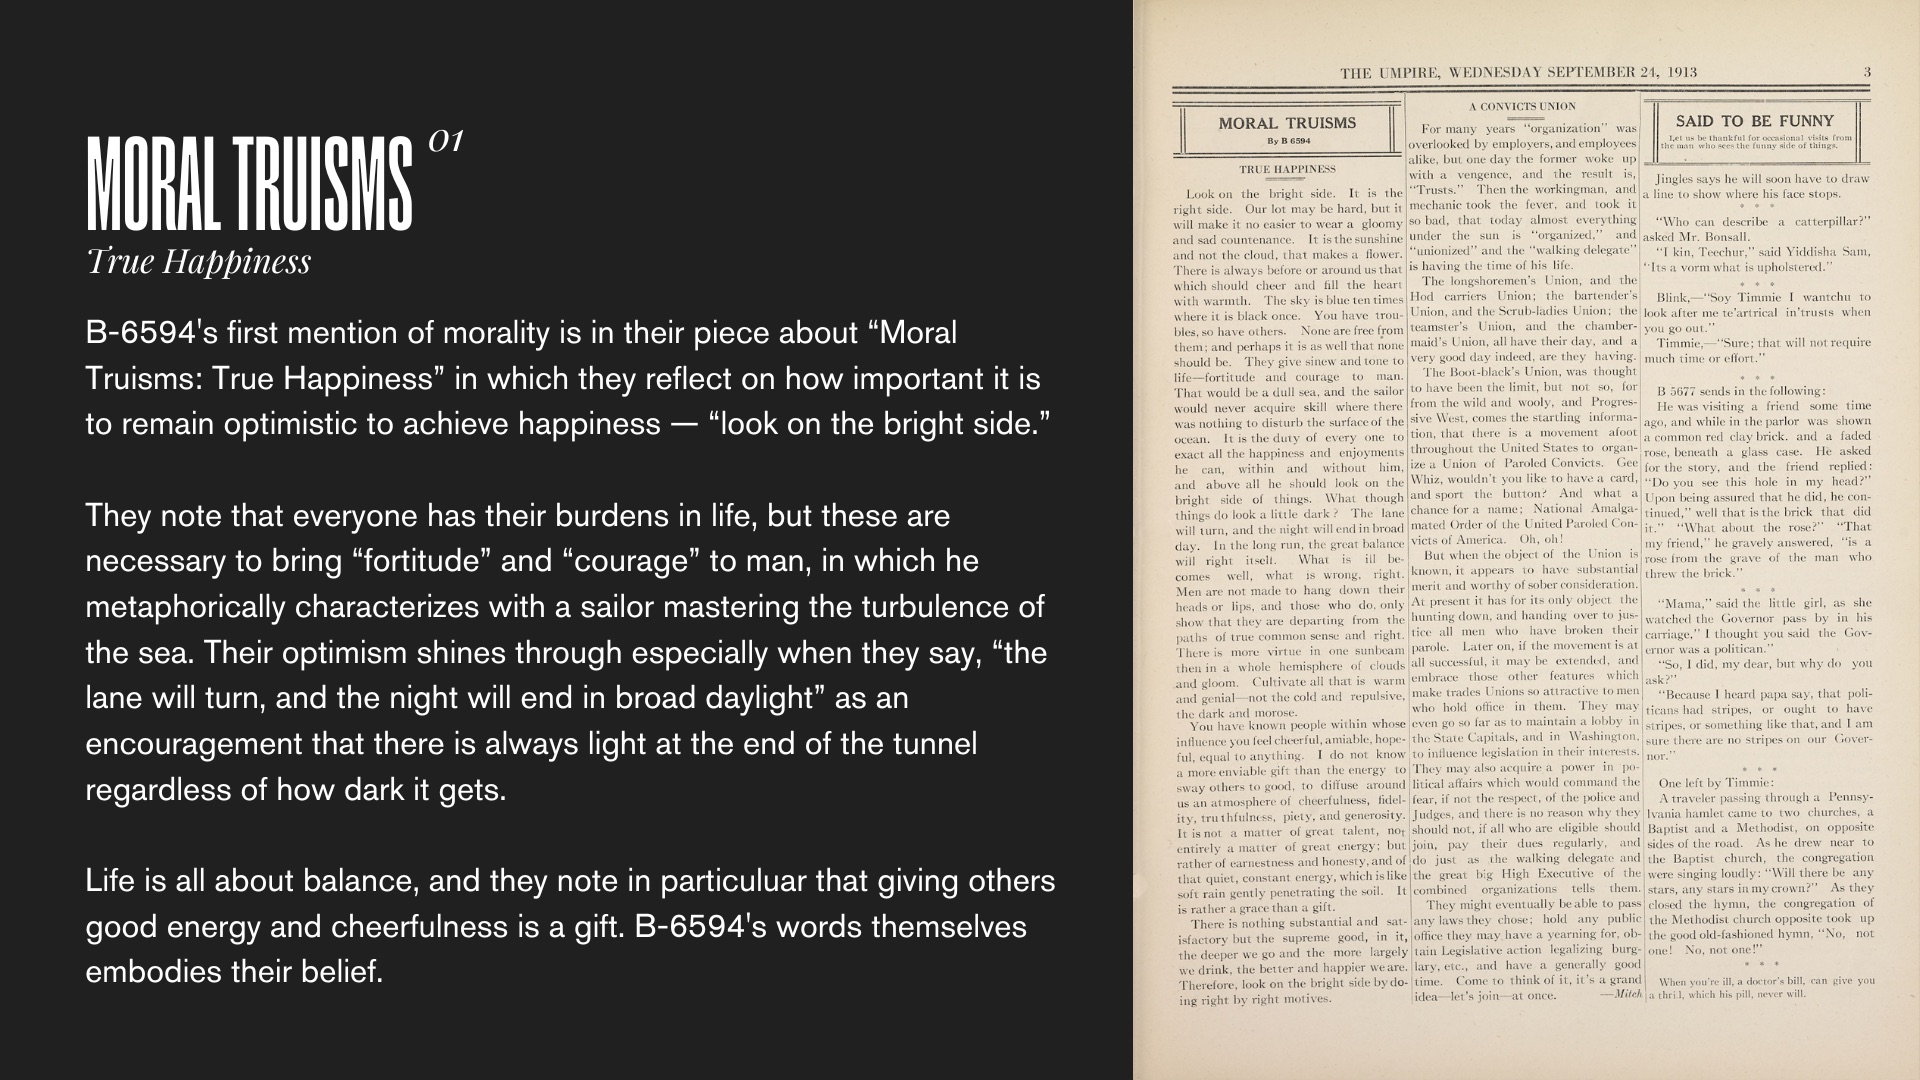 MORAL TRUISMS 01
True Happiness
B-6594's first mention of morality is in their piece about “Moral
Truisms: True Happiness” in which they reflect on how important it is
to remain optimistic to achieve happiness — “look on the bright side.”
They note that everyone has their burdens in life, but these are
necessary to bring “fortitude” and “courage” to man, in which he
metaphorically characterizes with a sailor mastering the turbulence of
the sea. Their optimism shines through especially when they say, “the
lane will turn, and the night will end in broad daylight” as an
encouragement that there is always light at the end of the tunnel
regardless of how dark it gets.
Life is all about balance, and they note in particuluar that giving others
good energy and cheerfulness is a gift. B-6594's words themselves
embodies their belief.
THE UMPIRE, WEDNESDAY SEPTEMBER 24, 1913 3
MORAL TRUISMS
By B 6594
TRUE HAPPINESS
Look on the bright side. It is the
right side. Our lot may be hard, but it
will make it no easier to wear a gloomy
and sad countenance. It is the sunshine
and not the cloud, that makes a flower.
There is always before or around us that
which should cheer and fill the heart
with warmth. The sky is blue ten times
where it is black once. You have trou-
bles, so have others. None are free from
them; and perhaps it is as well that none
should be. They give sinew and tone to
life—fortitude and courage to man.
That would be a dull sea, and the sailor
would never acquire skill where there
was nothing to disturb the surface of the
ocean. It is the duty of every one to
exact all the happiness and enjoyments
he can, within and without him,
and above all he should look on the
bright side of things. What though
things do look a little dark? The lane
will turn, and the night will end in broad
day. In the long run, the great balance
will right itself. What is ill be-
comes well, what is wrong, right.
Men are not made to hang down their
heads or lips, and those who do, only
show that they are departing from the
paths of true common sense and right.
There is more virtue in one sunbeam
then in a whole hemisphere of clouds
and gloom. Cultivate all that is warm
and genial—not the cold and repulsive,
the dark and morose.
You have known people within whose
influence you feel cheerful, amiable, hope-
ful, equal to anything. I do not know
a more enviable gift than the energy to
sway others to good, to diffuse around
us an atmosphere of cheerfulness, fidel-
ity, truthfulness, piety, and generosity.
It is not a matter of great talent, not
entirely a matter of great energy; but
rather of earnestness and honesty, and of
that quiet, constant energy, which is like
soft rain gently penetrating the soil. It
is rather a grace than a gift.
There is nothing substantial and sat-
isfactory but the supreme good, in it,
the deeper we go and the more largely
we drink, the better and happier we are.
Therefore, look on the bright side by do-
ing right by right motives.
A CONVICTS UNION
For many years “organization” was
overlooked by employers, and employees
alike, but one day the former woke up
with a vengence, and the result is,
“Trusts.” Then the workingman, and
mechanic took the fever, and took it
so bad, that today almost everything
under the sun is “organized,” and
“unionized” and the “walking delegate”
is having the time of his life.
The longshoremen's Union, and the
Hod carriers Union; the bartender's
Union, and the Scrub-ladies Union; the
teamster's Union, and the chamber-
maid's Union, all have their day, and a
very good day indeed, are they having.
The Boot-black's Union, was thought
to have been the limit, but not so, for
from the wild and wooly, and Progres-
sive West, comes the startling informa-
tion, that there is a movement afoot
throughout the United States to organ-
ize a Union of Paroled Convicts. Gee
Whiz, wouldn't you like to have a card,
and sport the button? And what a
chance for a name; National Amalga-
mated Order of the United Paroled Con-
victs of America. Oh, oh!
But when the object of the Union is
known, it appears to have substantial
merit and worthy of sober consideration.
At present it has for its only object the
hunting down, and handing over to jus-
tice all men who have broken their
parole. Later on, if the movement is at
all successful, it may be extended, and
embrace those other features which
make trades Unions so attractive to men
who hold office in them. They may
even go so far as to maintain a lobby in
the State Capitals, and in Washington,
to influence legislation in their interests.
They may also acquire a power in po-
litical affairs which would command the
fear, if not the respect, of the police and
Judges, and there is no reason why they
should not, if all who are eligible should
join, pay their dues regularly, and
do just as the walking delegate and
the great big High Executive of the
combined organizations tells them.
They might eventually be able to pass
any laws they chose; hold any public
office they may have a yearning for, ob-
tain Legislative action legalizing burg-
lary, etc., and have a generally good
time. Come to think of it, it's a grand
idea—let's join—at once. —Mitch
SAID TO BE FUNNY
Let us be thankful for occasional visits from
the man who sees the funny side of things.
Jingles says he will soon have to draw
a line to show where his face stops.
* * *
“Who can describe a catterpillar?”
asked Mr. Bonsall.
“I kin, Teechur,” said Yiddisha Sam,
“Its a vorm what is upholstered.”
* * *
Blink,—“Soy Timmie I wantchu to
look after me te'artrical in'trusts when
you go out.”
Timmie,—“Sure; that will not require
much time or effort.”
* * *
B 5677 sends in the following:
He was visiting a friend some time
ago, and while in the parlor was shown
a common red clay brick. and a faded
rose, beneath a glass case. He asked
for the story, and the friend replied:
“Do you see this hole in my head?”
Upon being assured that he did, he con-
tinued,” well that is the brick that did
it.” “What about the rose?” “That
my friend,” he gravely answered, “is a
rose from the grave of the man who
threw the brick.”
* * *
“Mama,” said the little girl, as she
watched the Governor pass by in his
carriage,” I thought you said the Gov-
ernor was a politican.”
“So, I did, my dear, but why do you
ask?”
“Because I heard papa say, that poli-
ticans had stripes, or ought to have
stripes, or something like that, and I am
sure there are no stripes on our Gover-
nor.”
* * *
One left by Timmie:
A traveler passing through a Pennsy-
lvania hamlet came to two churches, a
Baptist and a Methodist, on opposite
sides of the road. As he drew near to
the Baptist church, the congregation
were singing loudly: “Will there be any
stars, any stars in my crown?” As they
closed the hymn, the congregation of
the Methodist church opposite took up
the good old-fashioned hymn, “No, not
one! No, not one!”
* * *
When you're ill, a doctor's bill, can give you
a thrill, which his pill, never will.